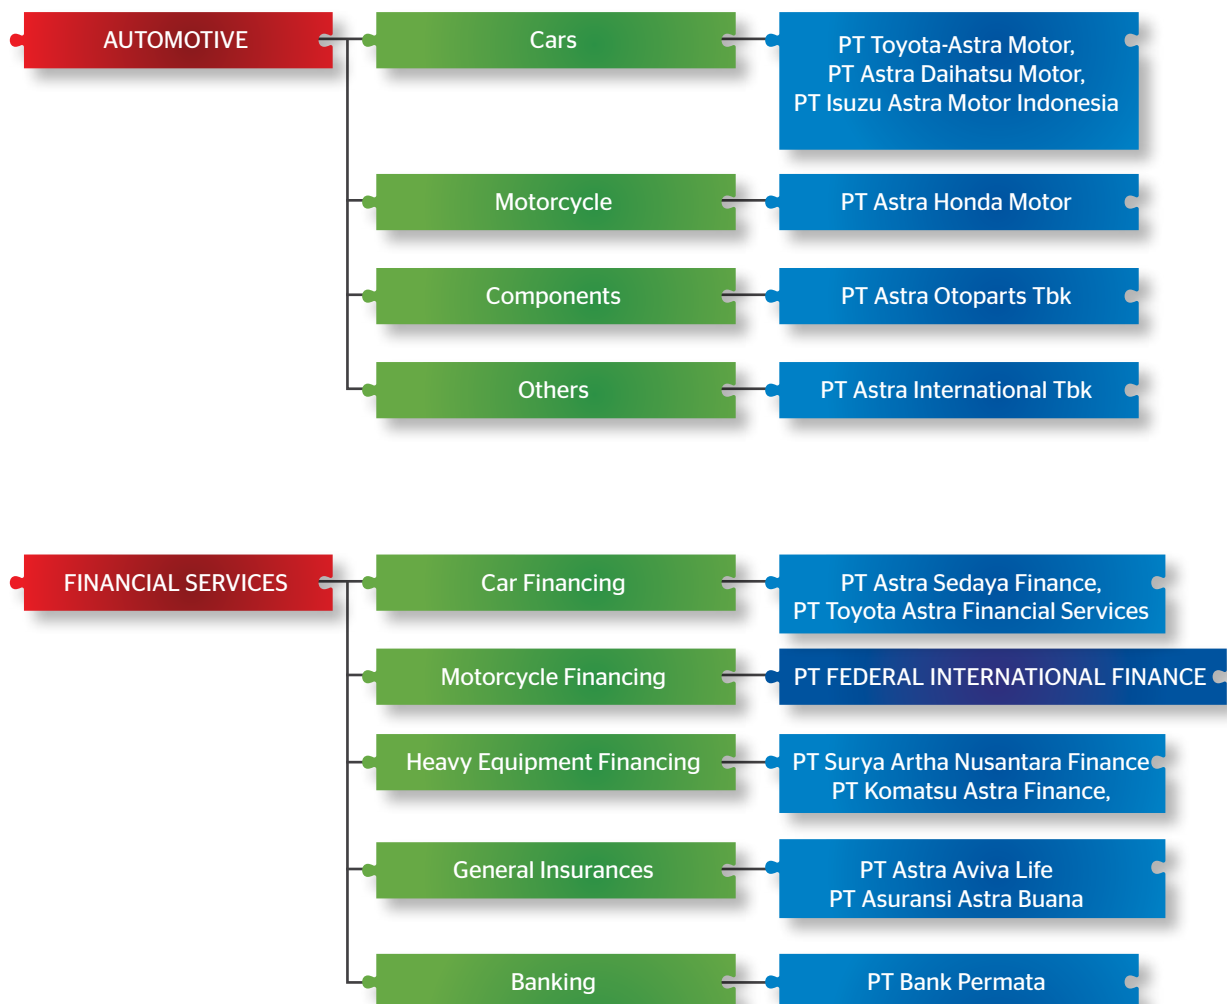 AUTOMOTIVE
Cars
PT Toyota-Astra Motor,
PT Astra Daihatsu Motor,
PT Isuzu Astra Motor Indonesia
Motorcycle
PT Astra Honda Motor
Components
PT Astra Otoparts Tbk
Others
PT Astra International Tbk
FINANCIAL SERVICES
Car Financing
PT Astra Sedaya Finance,
PT Toyota Astra Financial Services
Motorcycle Financing
PT FEDERAL INTERNATIONAL FINANCE
Heavy Equipment Financing
PT Surya Artha Nusantara Finance
PT Komatsu Astra Finance,
General Insurances
PT Astra Aviva Life
PT Asuransi Astra Buana
Banking
PT Bank Permata